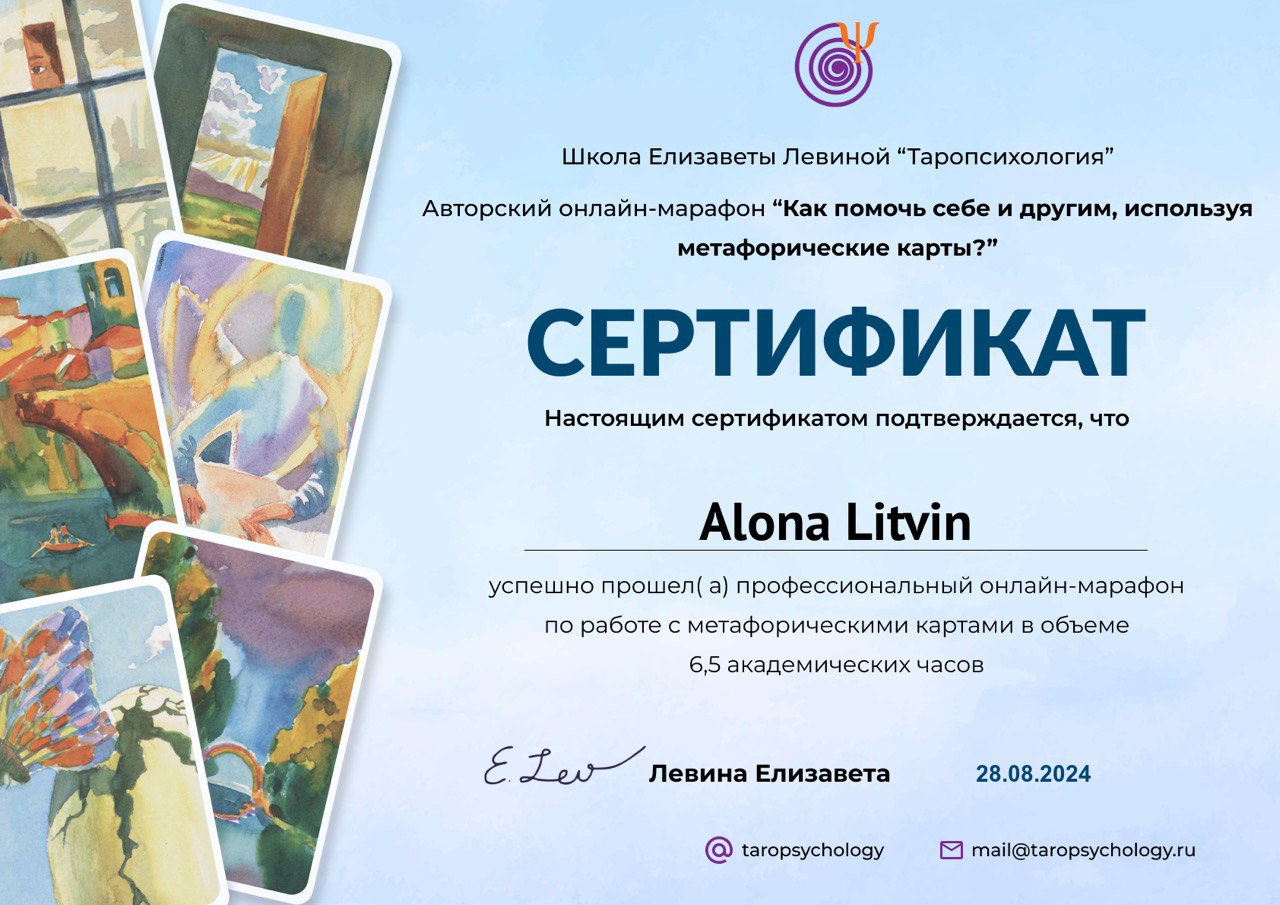 Школа Елизаветы Левиной “Таропсихология”
Авторский онлайн-марафон “Как помочь себе и другим, используя
метафорические карты?”
СЕРТИФИКАТ
Настоящим сертификатом подтверждается, что
Alona Litvin
успешно прошел( а) профессиональный онлайн-марафон
по работе с метафорическими картами в объеме
6,5 академических часов
E. Lev Левина Елизавета 28.08.2024
taropsychology mail@taropsychology.ru